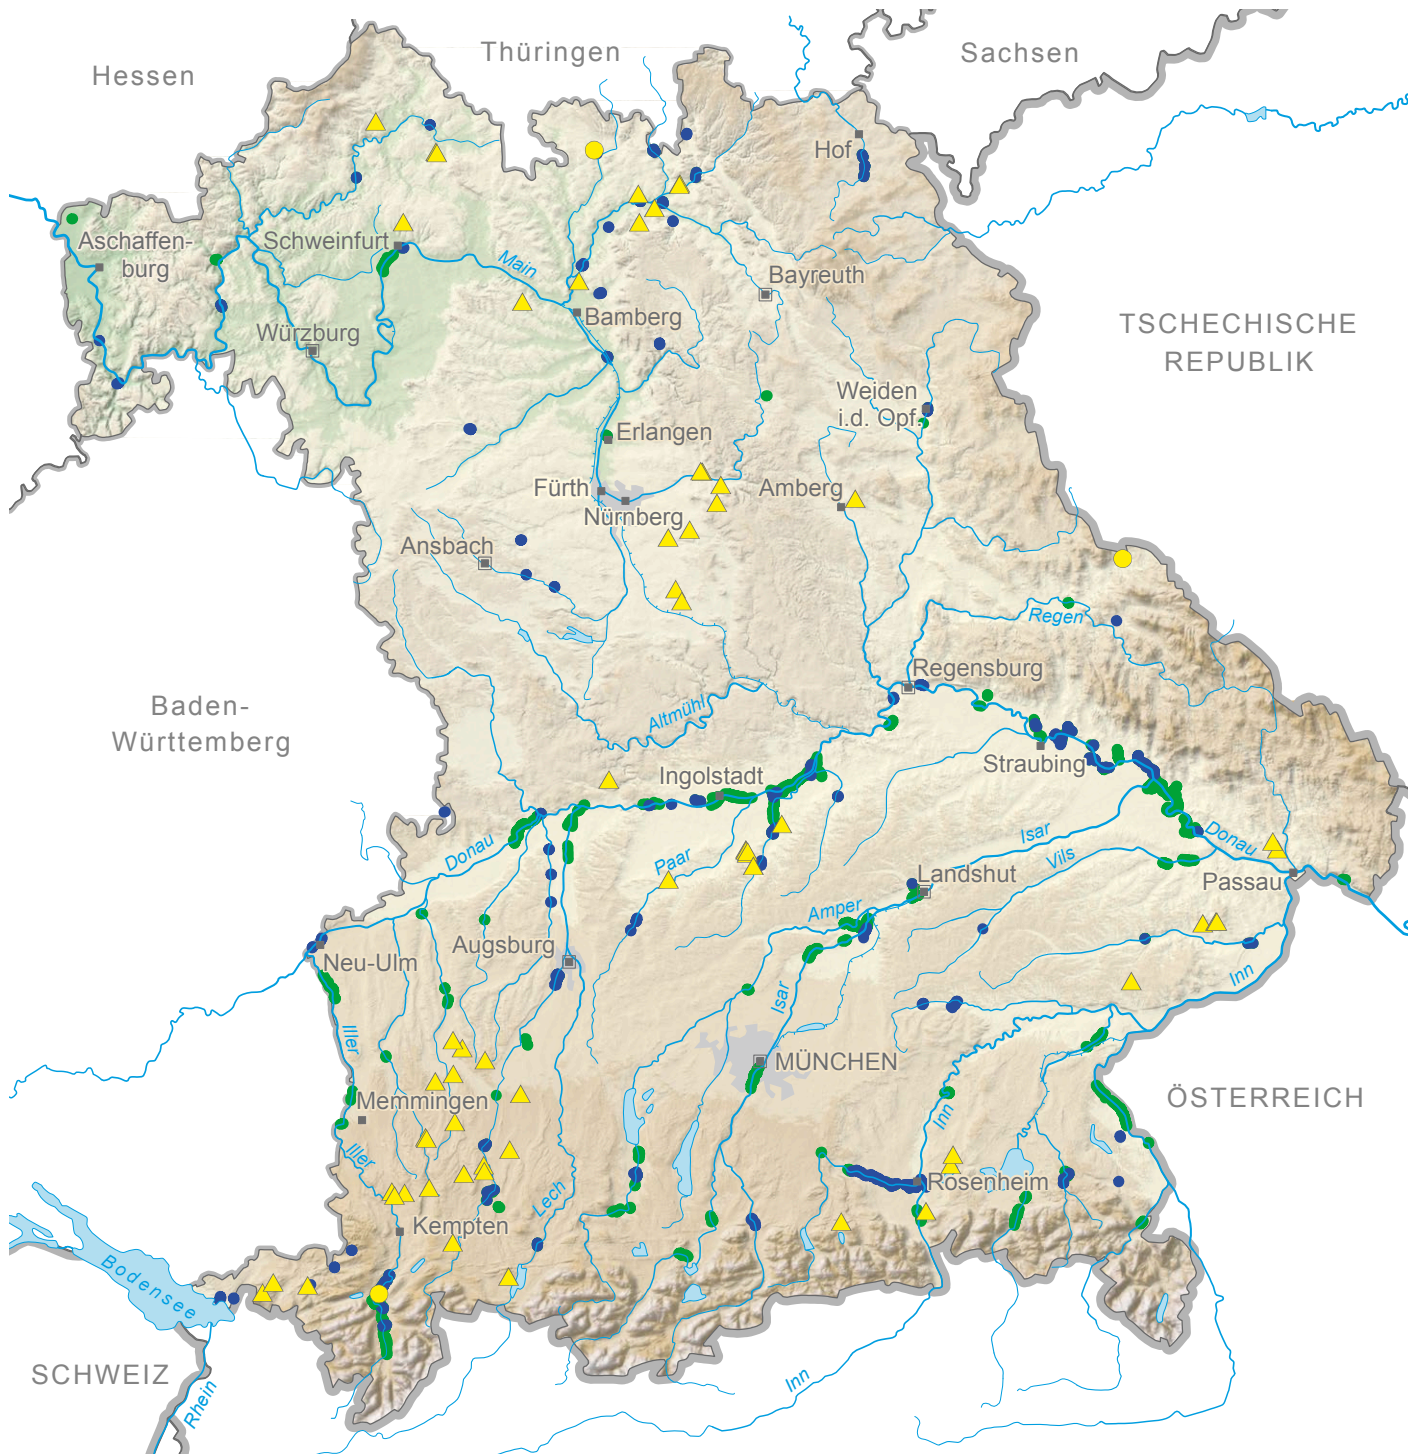 Thüringen
Sachsen
Hessen
Hof
Aschaffen-
burg
Schweinfurt
Main
Bayreuth
Bamberg
Würzburg
TSCHECHISCHE
REPUBLIK
Weiden
i.d. Opf.
Erlangen
Fürth
Nürnberg
Amberg
Ansbach
Regen
Regensburg
Baden-
Württemberg
Altmühl
Straubing
Ingolstadt
Donau
Paar
Isar
Vils
Donau
Landshut
Passau
Amper
Augsburg
Neu-Ulm
Isar
Inn
Iller
MÜNCHEN
Memmingen
ÖSTERREICH
Inn
Iller
Rosenheim
Lech
Kempten
Bodensee
SCHWEIZ
Rhein
Inn